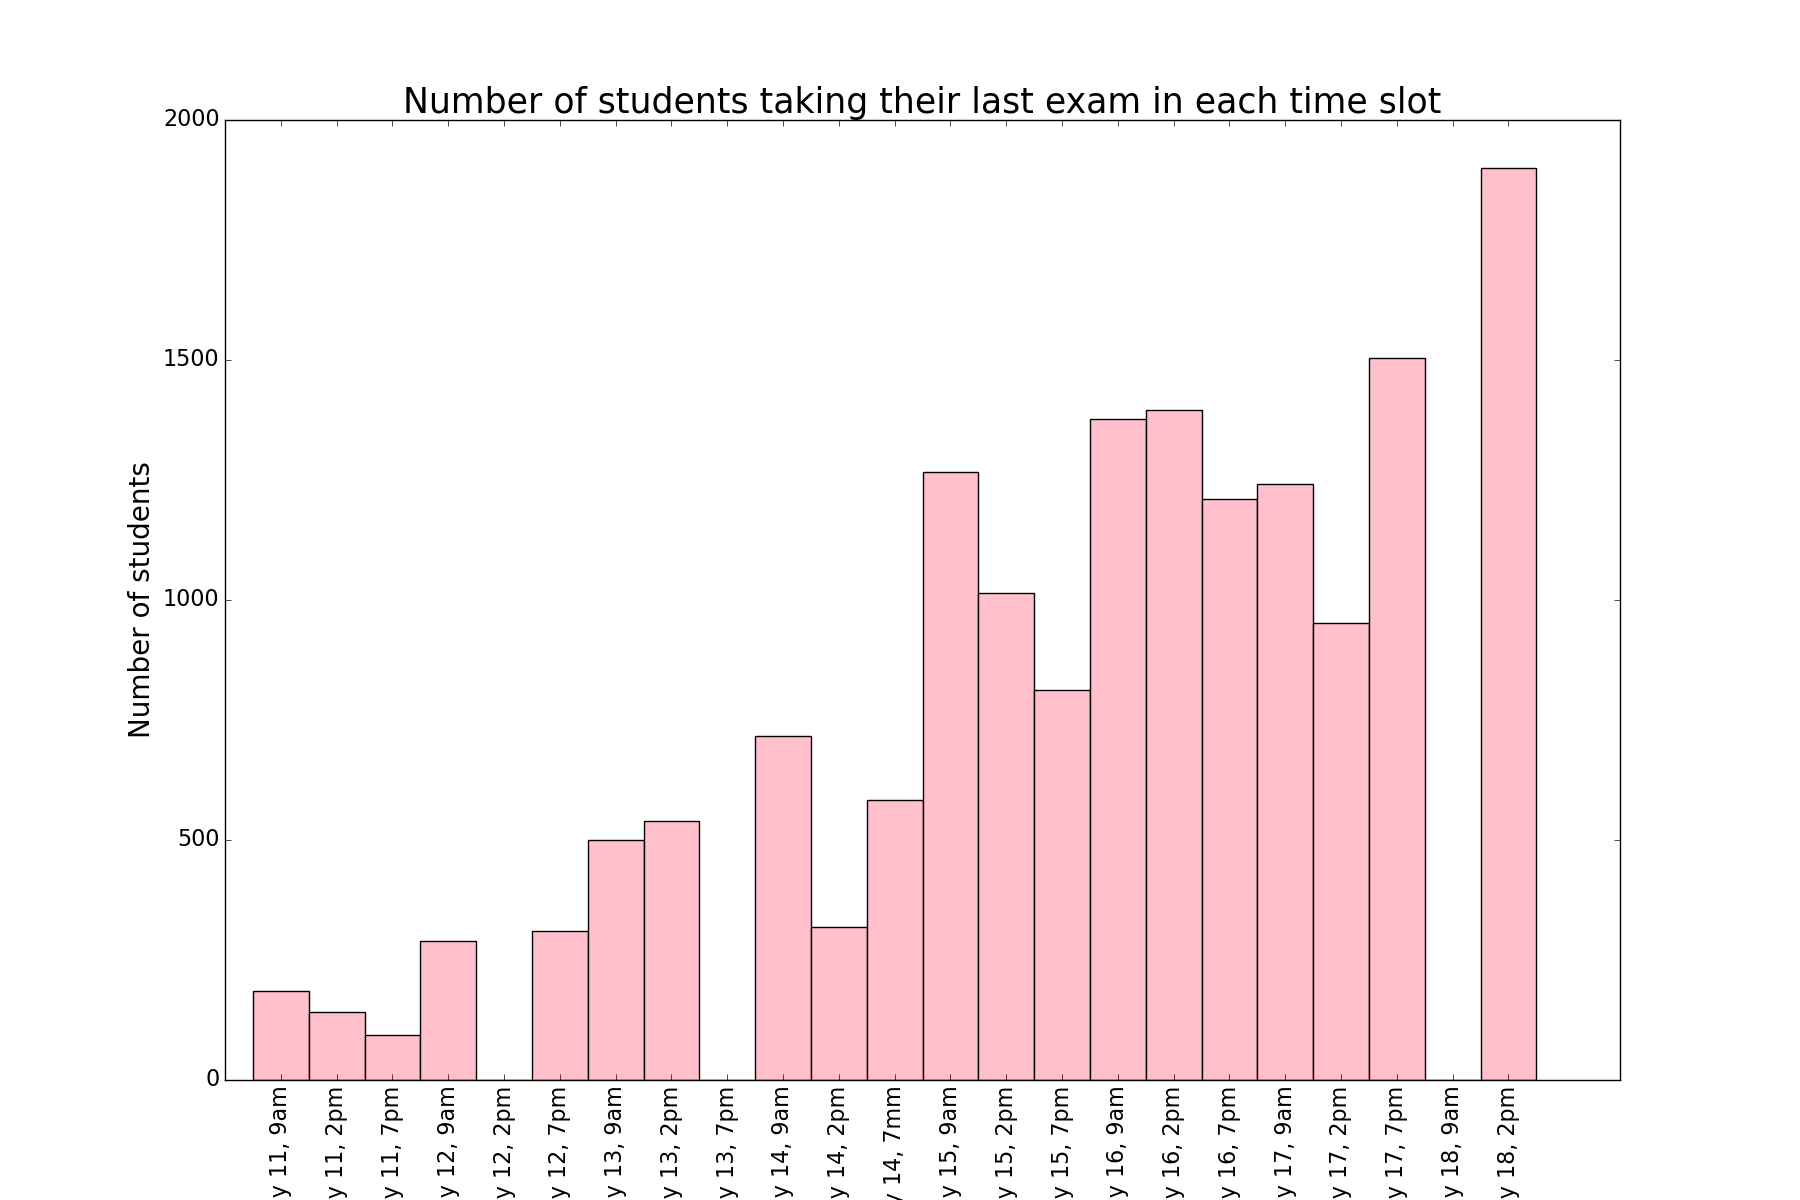 Number of students taking their last exam in each time slot
2000
1500
1000
500
0
Number of students
y 11, 9am
y 11, 2pm
y 11, 7pm
y 12, 9am
y 12, 2pm
y 12, 7pm
y 13, 9am
y 13, 2pm
y 13, 7pm
y 14, 9am
y 14, 2pm
y 14, 7mm
y 15, 9am
y 15, 2pm
y 15, 7pm
y 16, 9am
y 16, 2pm
y 16, 7pm
y 17, 9am
y 17, 2pm
y 17, 7pm
y 18, 9am
y 18, 2pm